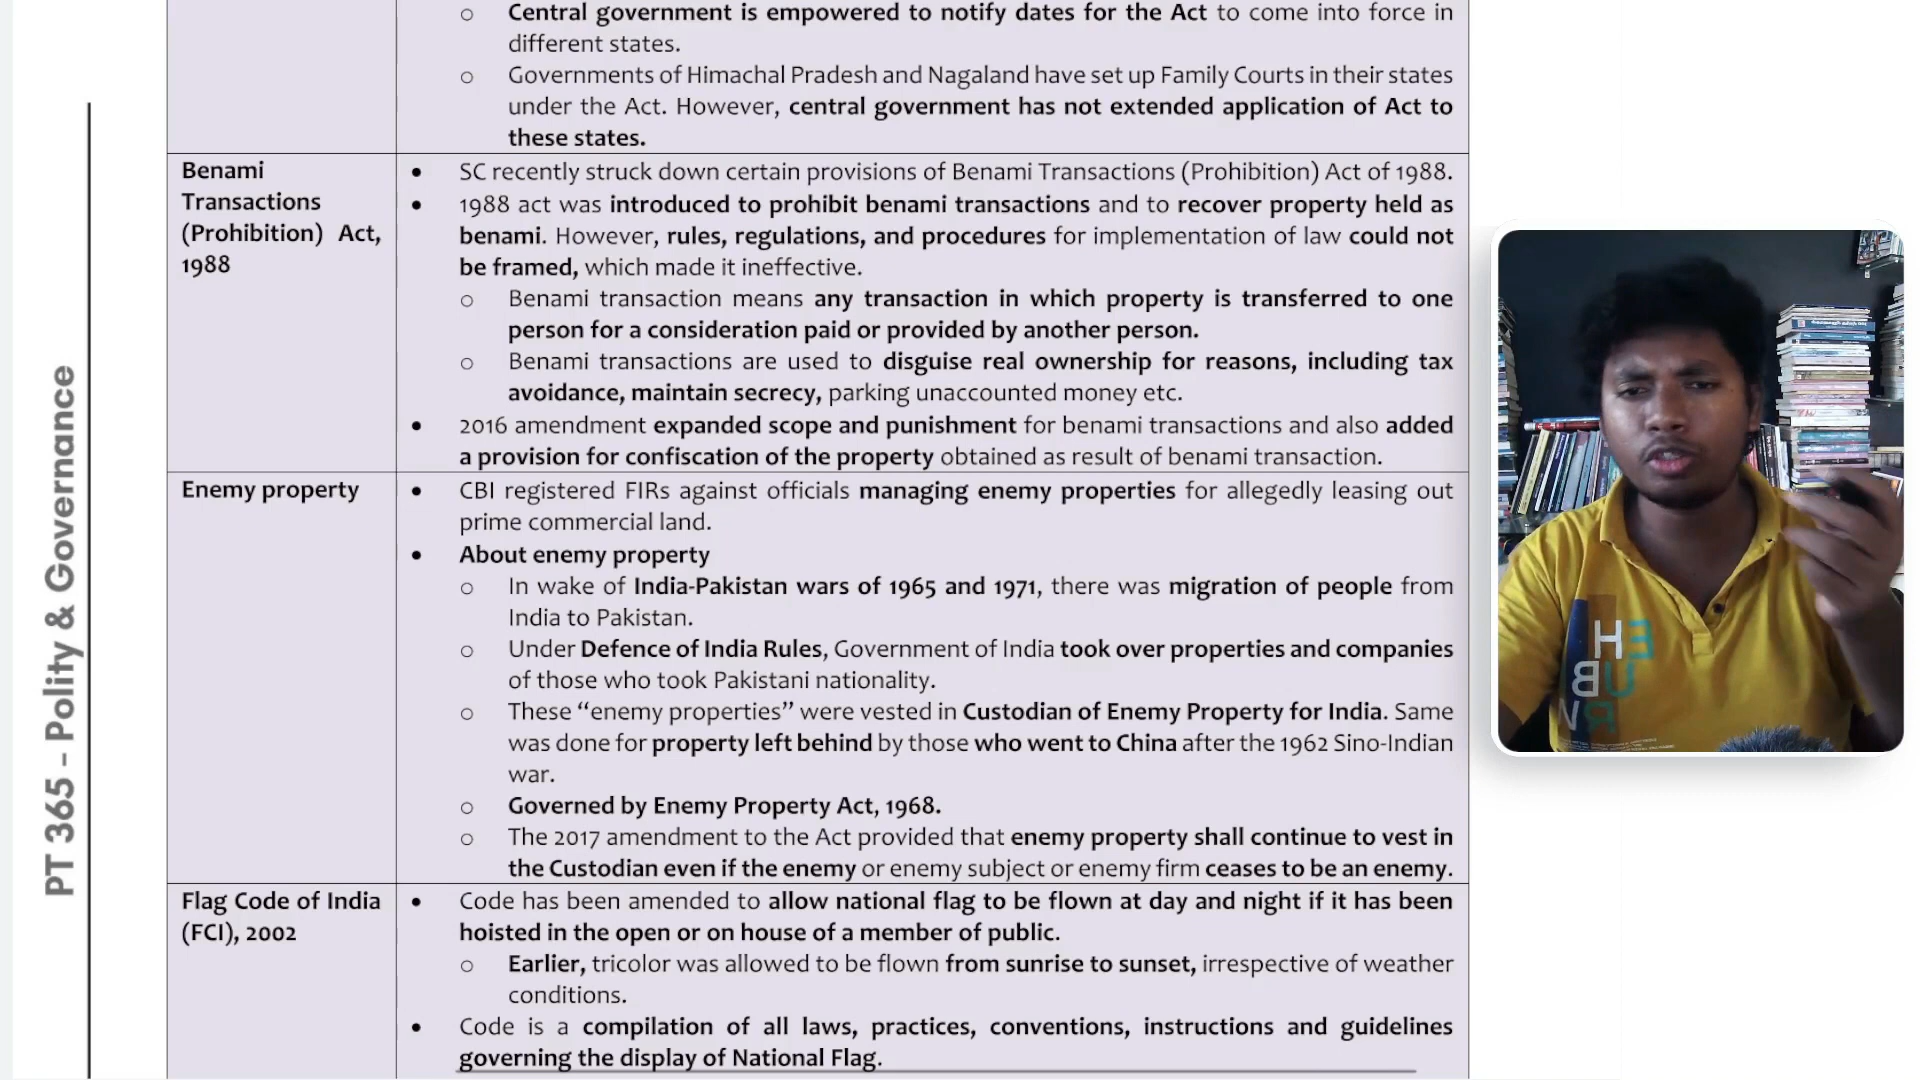 Central government is empowered to notify dates for the Act to come into force in
different states.
Governments of Himachal Pradesh and Nagaland have set up Family Courts in their states
under the Act. However, central government has not extended application of Act to
these states.
Benami
Transactions
(Prohibition) Act,
1988
SC recently struck down certain provisions of Benami Transactions (Prohibition) Act of 1988.
1988 act was introduced to prohibit benami transactions and to recover property held as
benami. However, rules, regulations, and procedures for implementation of law could not
be framed, which made it ineffective.
Benami transaction means any transaction in which property is transferred to one
person for a consideration paid or provided by another person.
Benami transactions are used to disguise real ownership for reasons, including tax
avoidance, maintain secrecy, parking unaccounted money etc.
2016 amendment expanded scope and punishment for benami transactions and also added
a provision for confiscation of the property obtained as result of benami transaction.
Enemy property
CBI registered FIRs against officials managing enemy properties for allegedly leasing out
prime commercial land.
About enemy property
In wake of India-Pakistan wars of 1965 and 1971, there was migration of people from
India to Pakistan.
Under Defence of India Rules, Government of India took over properties and companies
of those who took Pakistani nationality.
These “enemy properties” were vested in Custodian of Enemy Property for India. Same
was done for property left behind by those who went to China after the 1962 Sino-Indian
war.
Governed by Enemy Property Act, 1968.
The 2017 amendment to the Act provided that enemy property shall continue to vest in
the Custodian even if the enemy or enemy subject or enemy firm ceases to be an enemy.
Flag Code of India
(FCI), 2002
Code has been amended to allow national flag to be flown at day and night if it has been
hoisted in the open or on house of a member of public.
Earlier, tricolor was allowed to be flown from sunrise to sunset, irrespective of weather
conditions.
Code is a compilation of all laws, practices, conventions, instructions and guidelines
governing the display of National Flag.
PT 365 – Polity & Governance